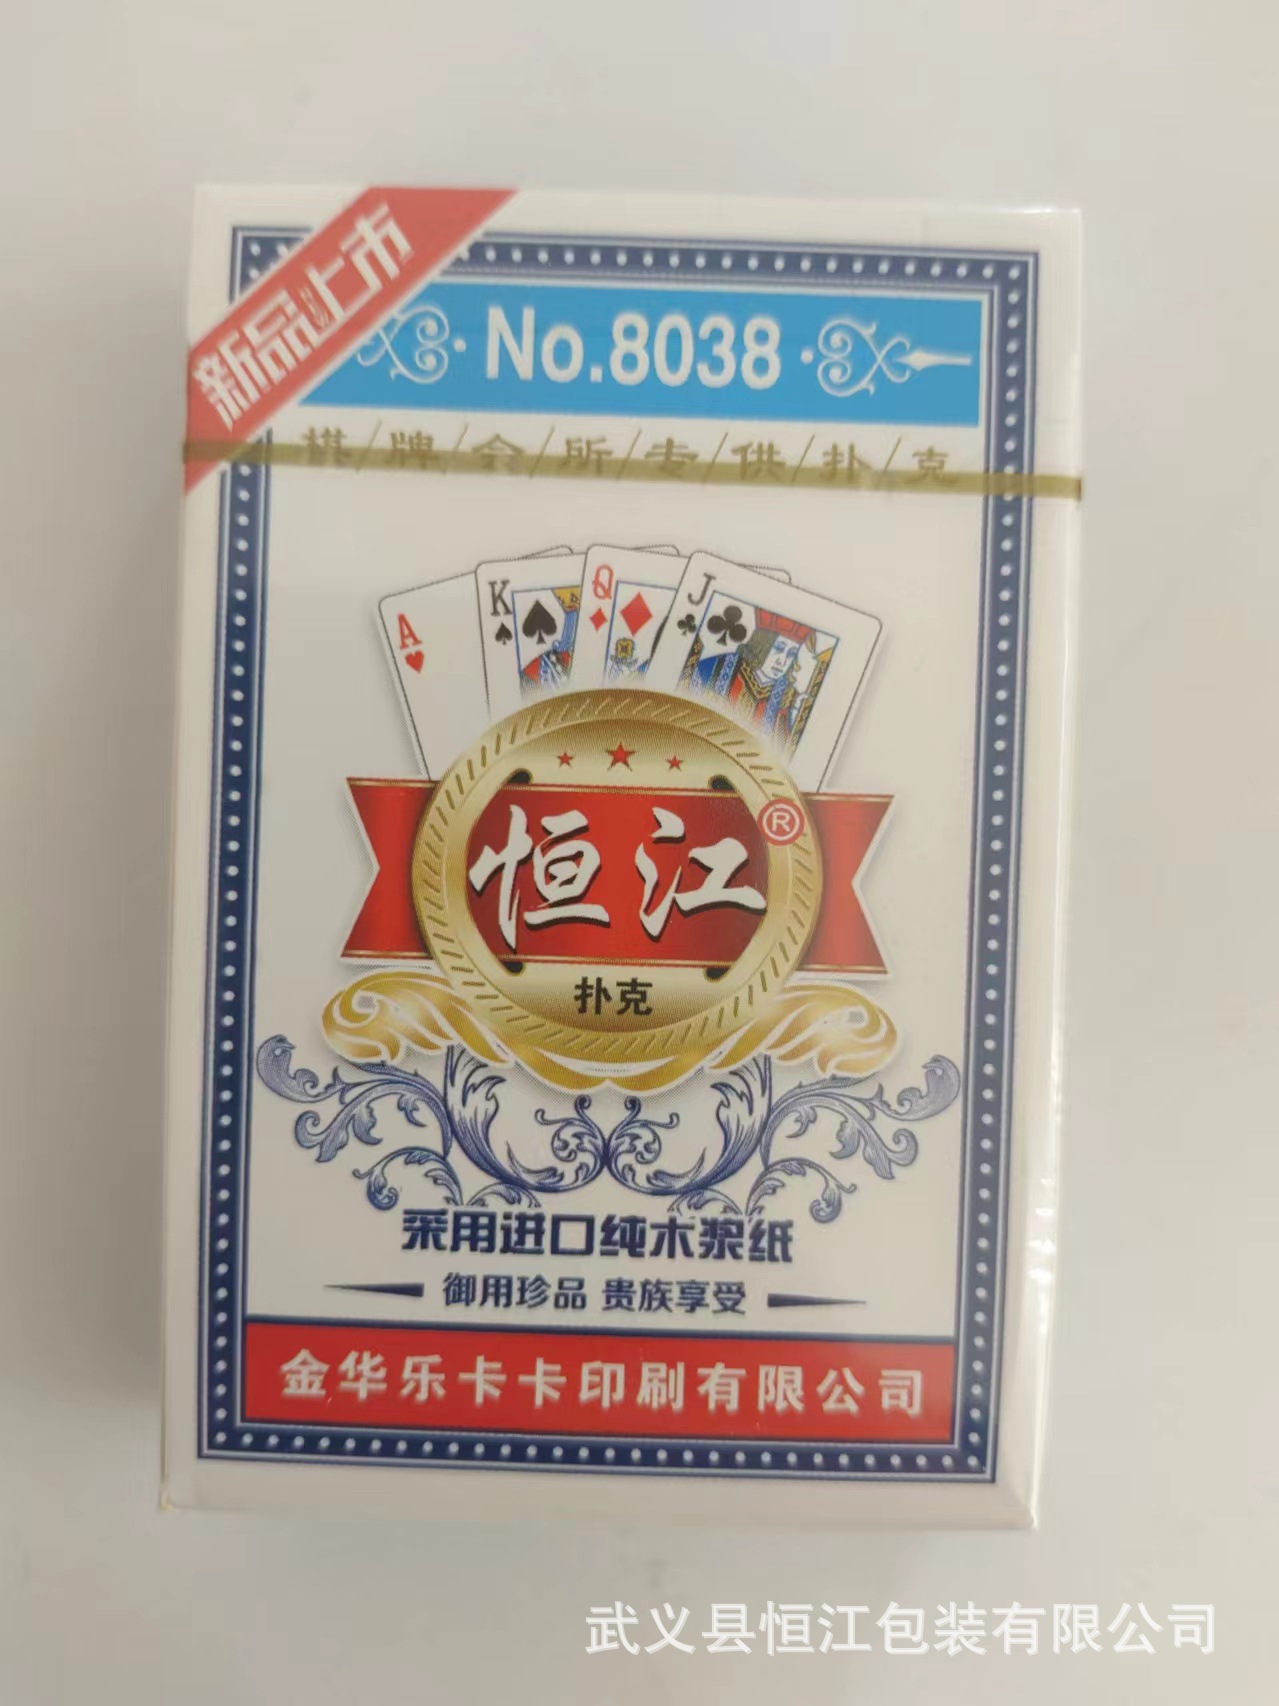 新品上市
No.8038
棋/牌/会/所/专/供/扑/克
A
K
Q
J
恒江®
扑克
采用进口纯木浆纸
御用珍品 贵族享受
金华乐卡卡印刷有限公司
武义县恒江包装有限公司